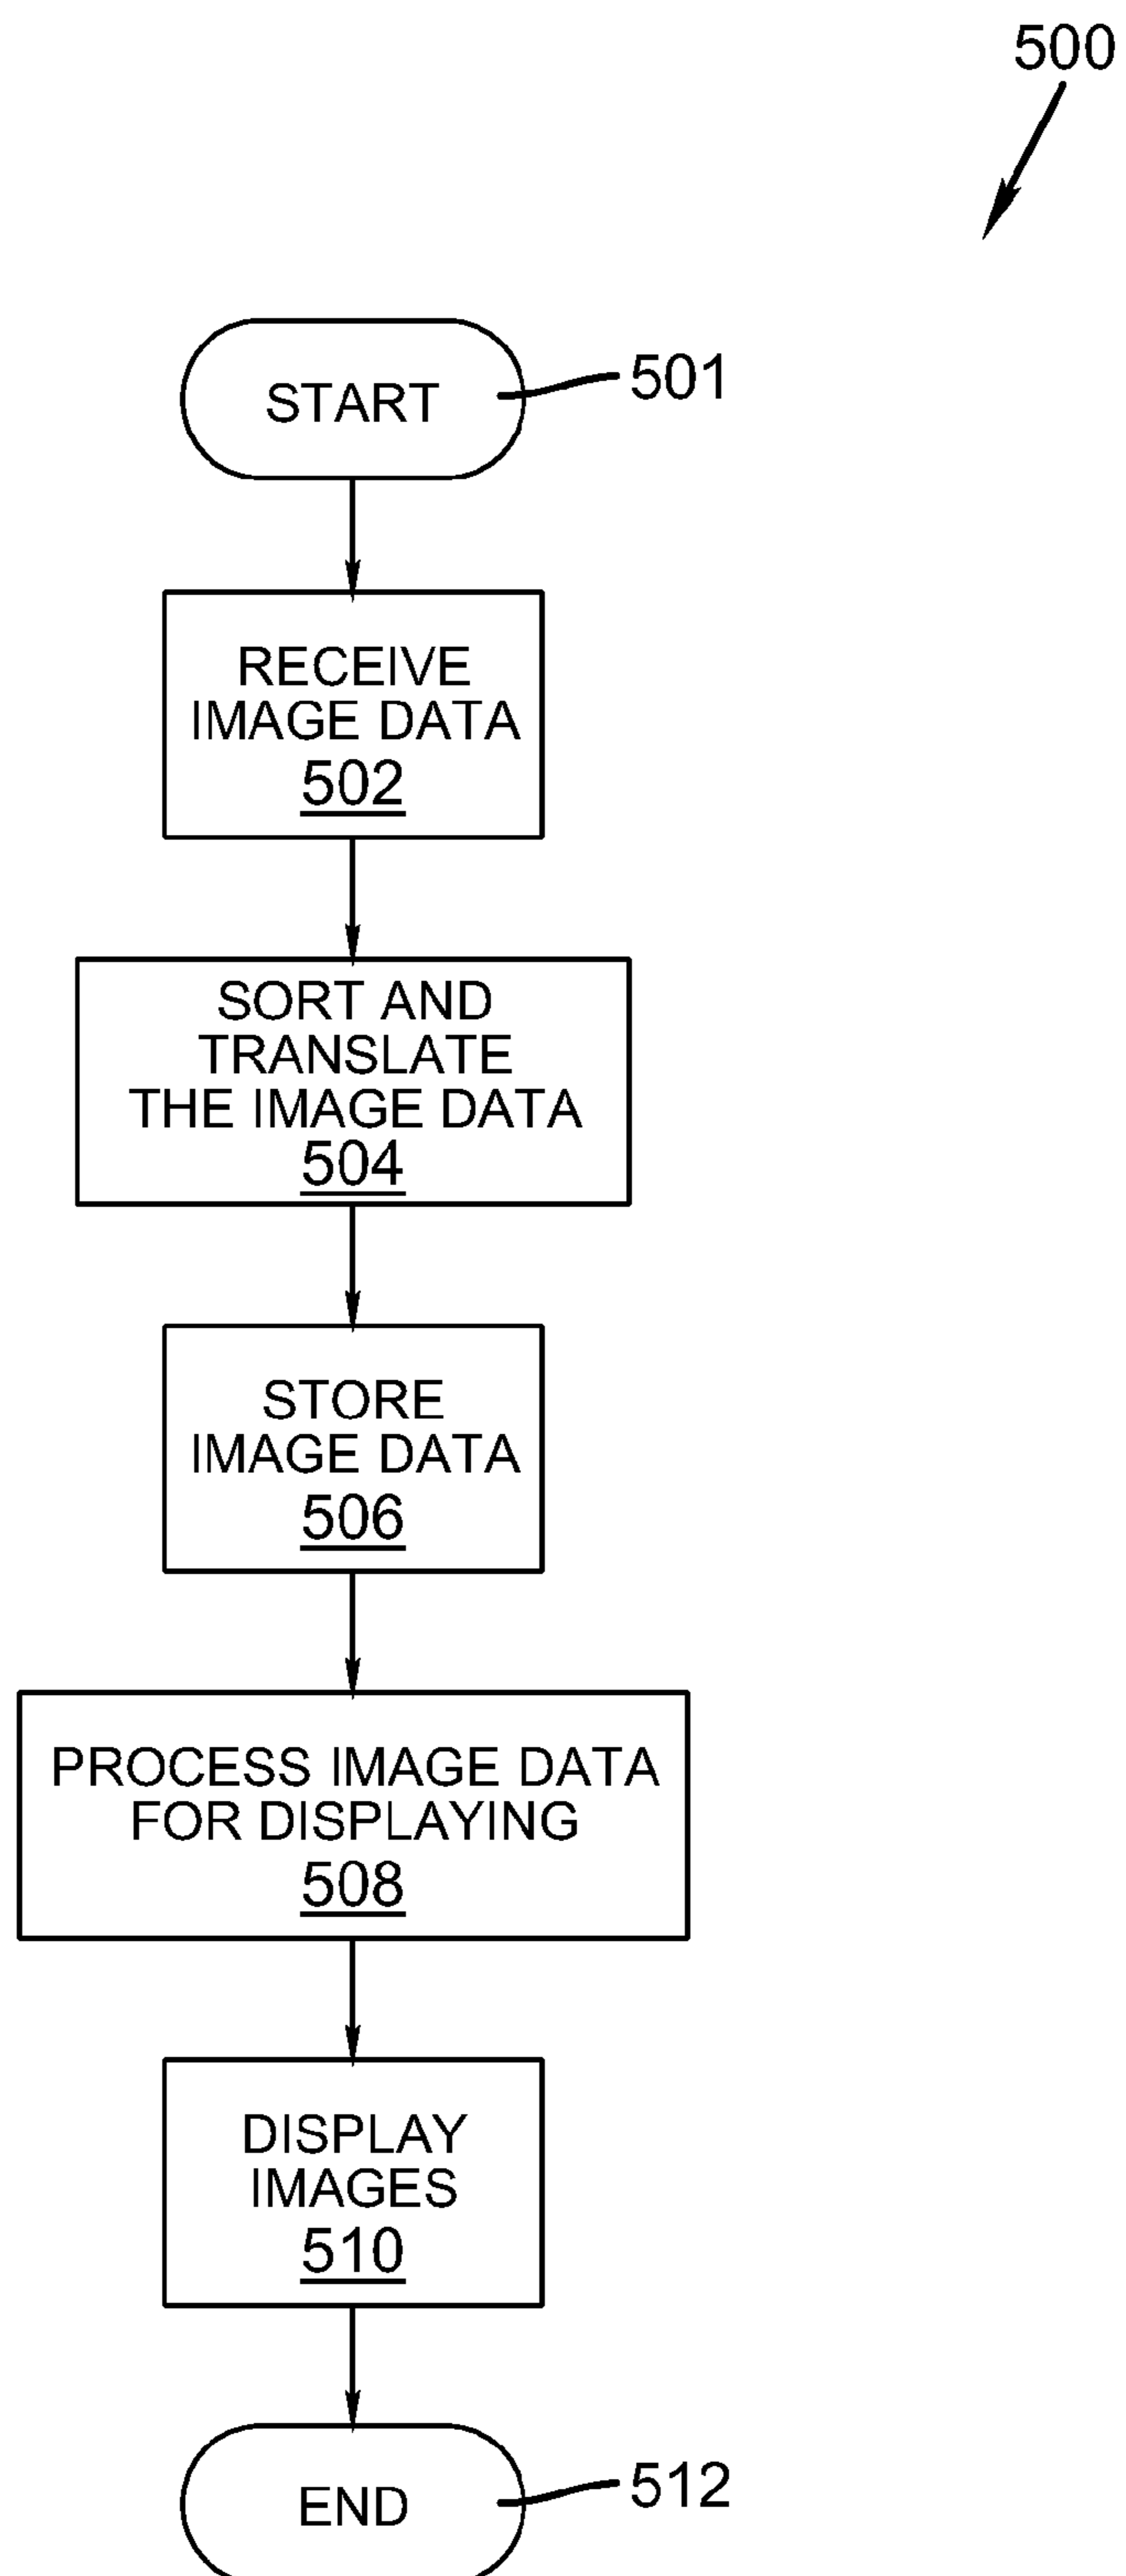 500
START
501
RECEIVE
IMAGE DATA
502
SORT AND
TRANSLATE
THE IMAGE DATA
504
STORE
IMAGE DATA
506
PROCESS IMAGE DATA
FOR DISPLAYING
508
DISPLAY
IMAGES
510
END
512